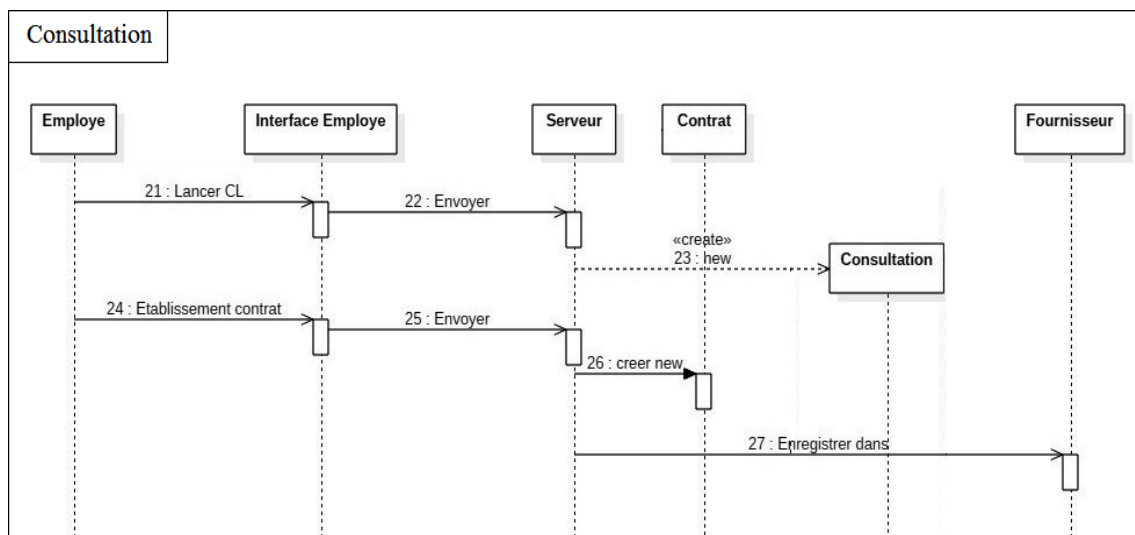 Consultation
Employe
Interface Employe
Serveur
Contrat
Fournisseur
21 : Lancer CL
22 : Envoyer
«create»
23 : new
Consultation
24 : Etablissement contrat
25 : Envoyer
26 : creer new
27 : Enregistrer dans